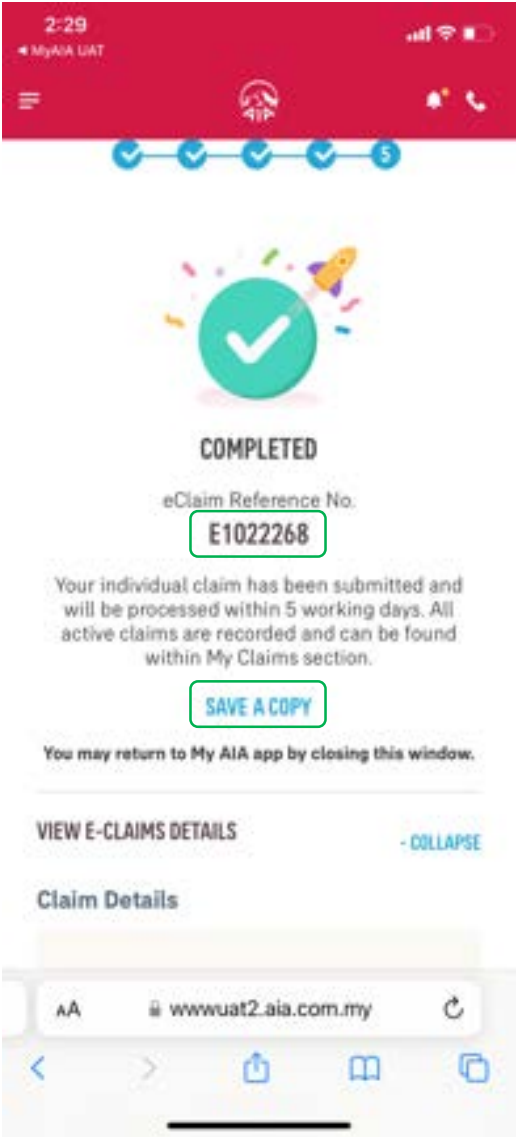 2:29
◀ MyAIA UAT
AIA
5
COMPLETED
eClaim Reference No.
E1022268
Your individual claim has been submitted and
will be processed within 5 working days. All
active claims are recorded and can be found
within My Claims section.
SAVE A COPY
You may return to My AIA app by closing this window.
VIEW E-CLAIMS DETAILS
- COLLAPSE
Claim Details
AA
wwwuat2.aia.com.my